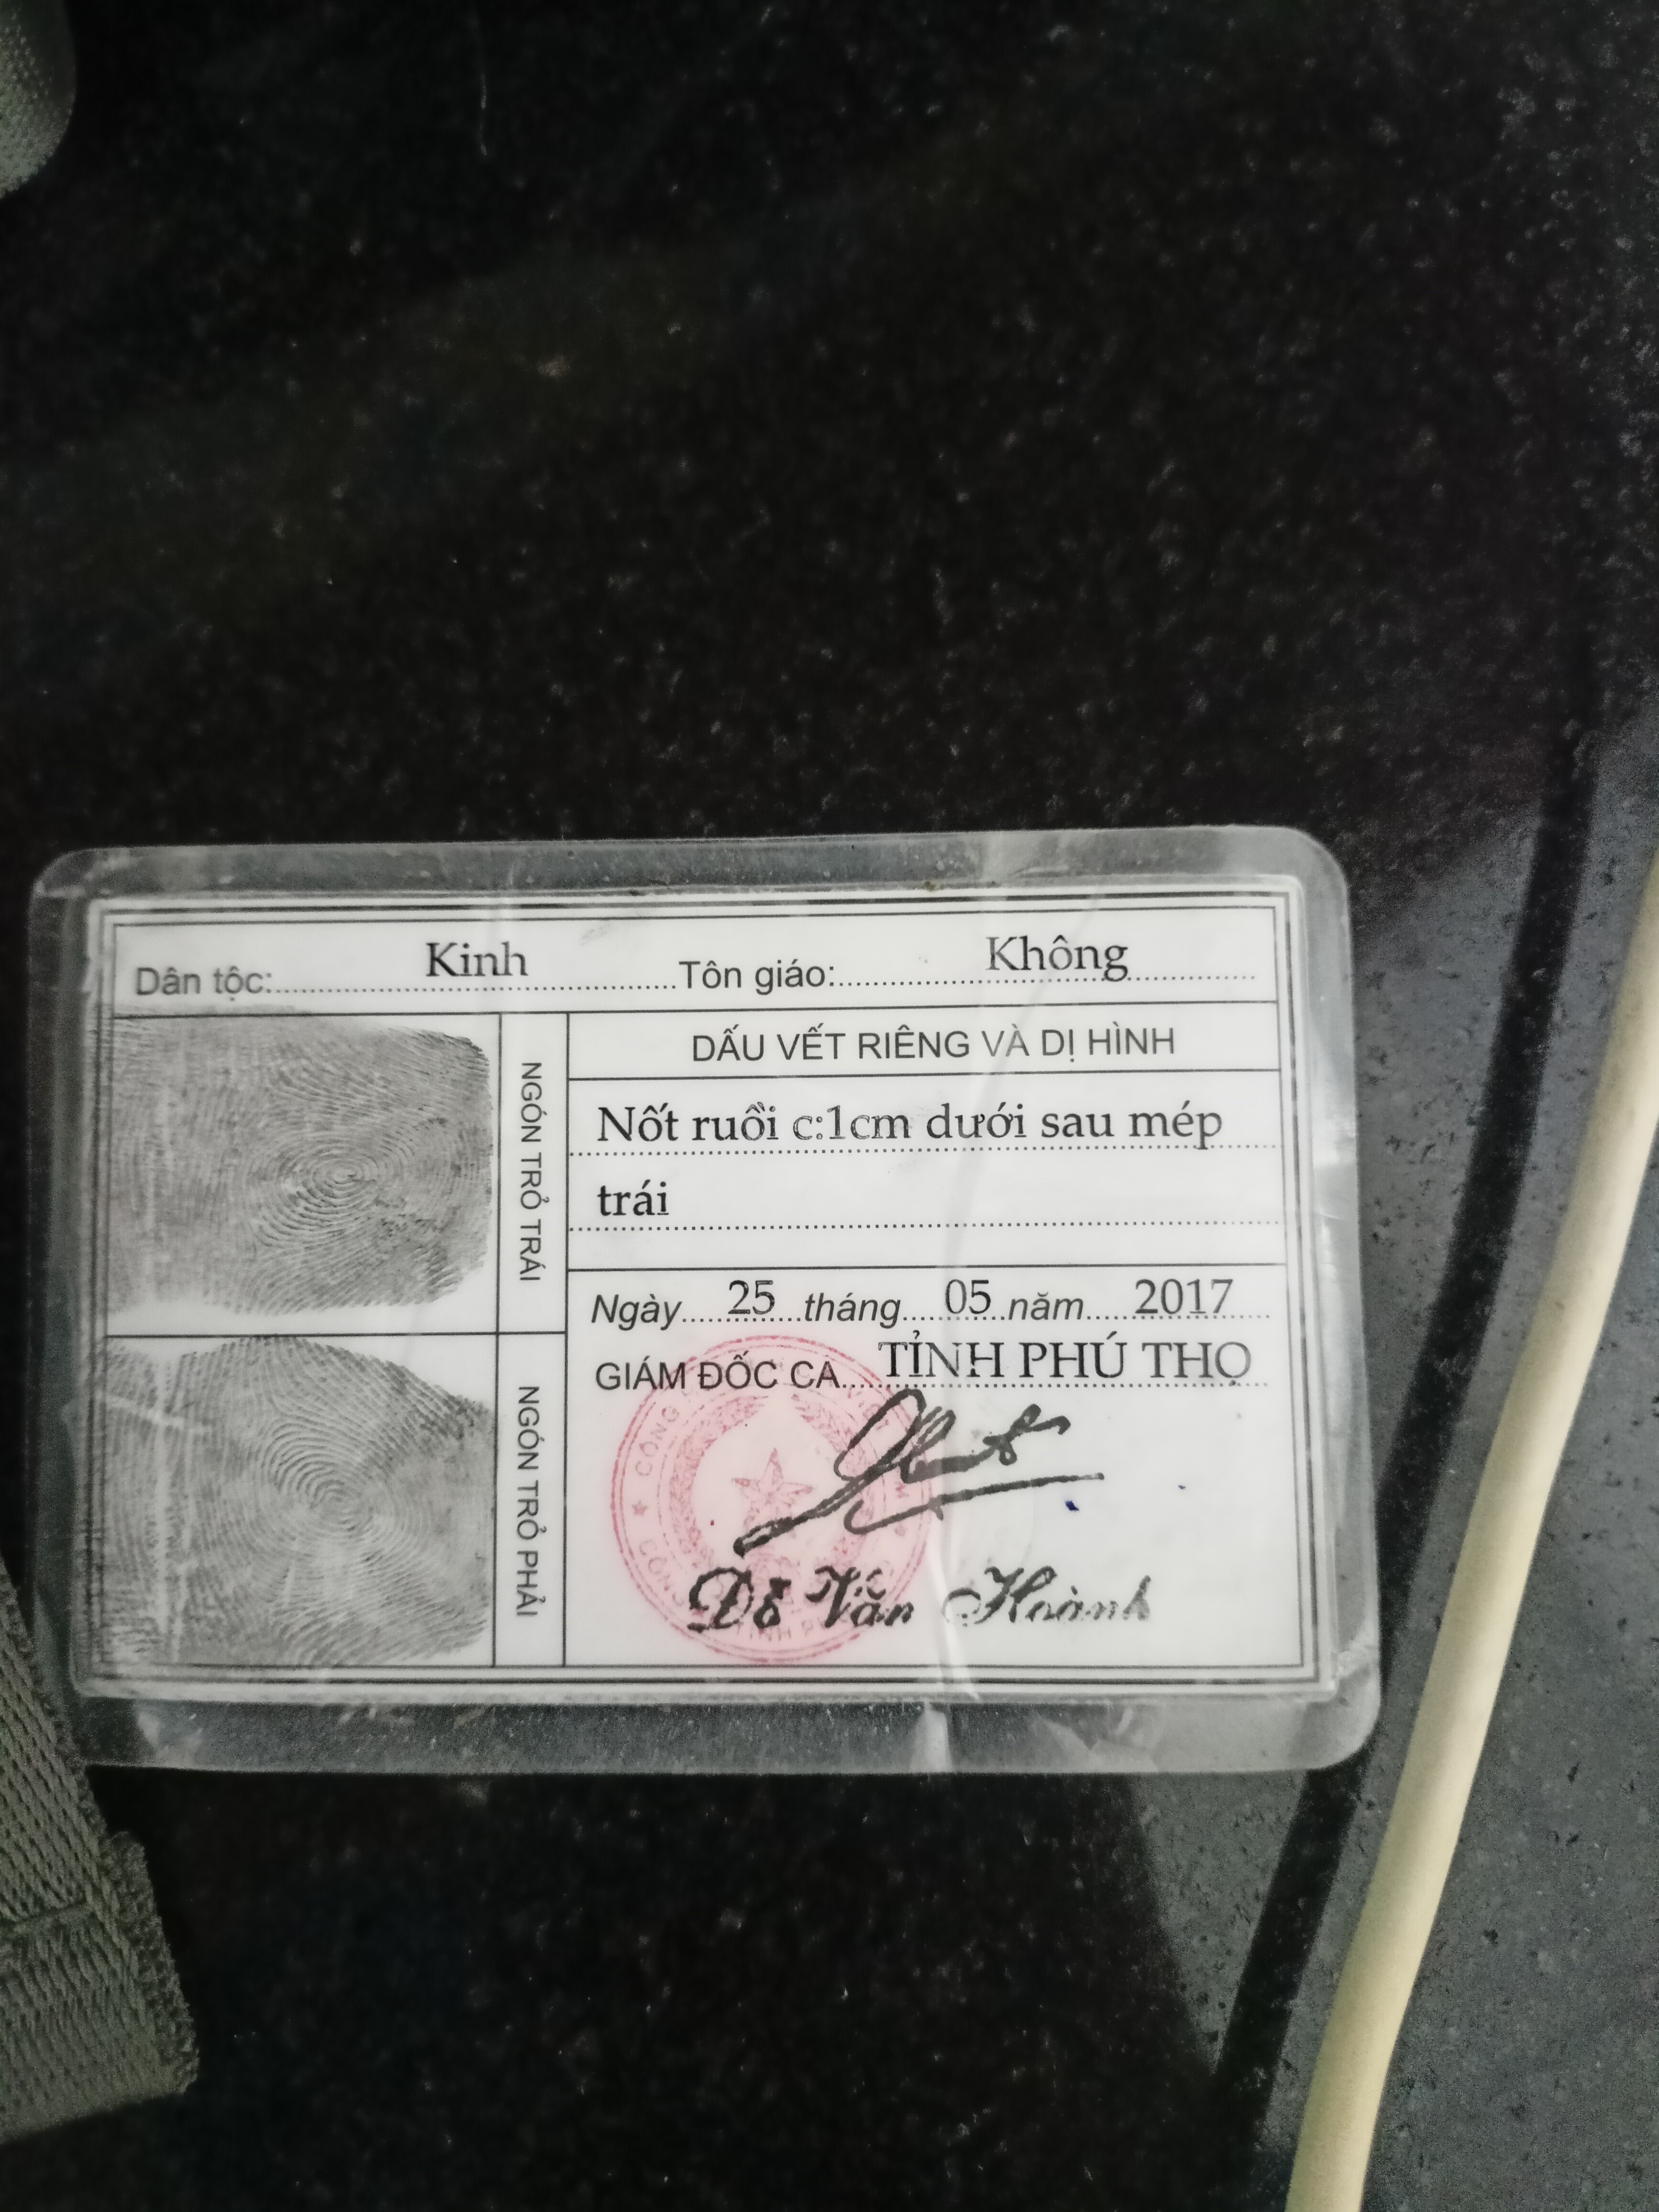 Dân tộc: Kinh Tôn giáo: Không
NGÓN TRỎ TRÁI
NGÓN TRỎ PHẢI
DẤU VẾT RIÊNG VÀ DỊ HÌNH
Nốt ruồi c:1cm dưới sau mép
trái
Ngày 25 tháng 05 năm 2017
GIÁM ĐỐC CA TỈNH PHÚ THỌ
Đỗ Văn Hoành